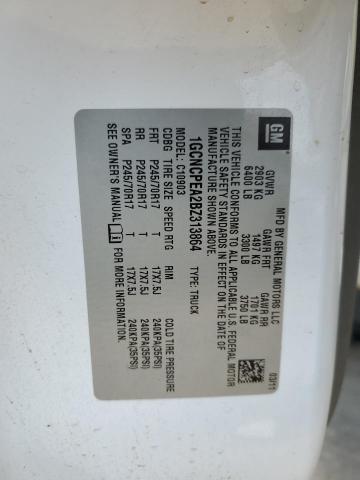 GM
MFD BY GENERAL MOTORS LLC
03/11
GVWR GAWR FRT GAWR RR
2903 KG 1497 KG 1701 KG
6400 LB 3300 LB 3750 LB
THIS VEHICLE CONFORMS TO ALL APPLICABLE U.S. FEDERAL MOTOR
VEHICLE SAFETY STANDARDS IN EFFECT ON THE DATE OF
MANUFACTURE SHOWN ABOVE.
1GCNCPEA2BZ313864 TYPE: TRUCK
MODEL: C10903
CDBG TIRE SIZE SPEED RTG RIM COLD TIRE PRESSURE
FRT P245/70R17 T 17X7.5J 240KPA(35PSI)
RR P245/70R17 T 17X7.5J 240KPA(35PSI)
SPA P245/70R17 T 17X7.5J 240KPA(35PSI)
SEE OWNER'S MANUAL FOR MORE INFORMATION.